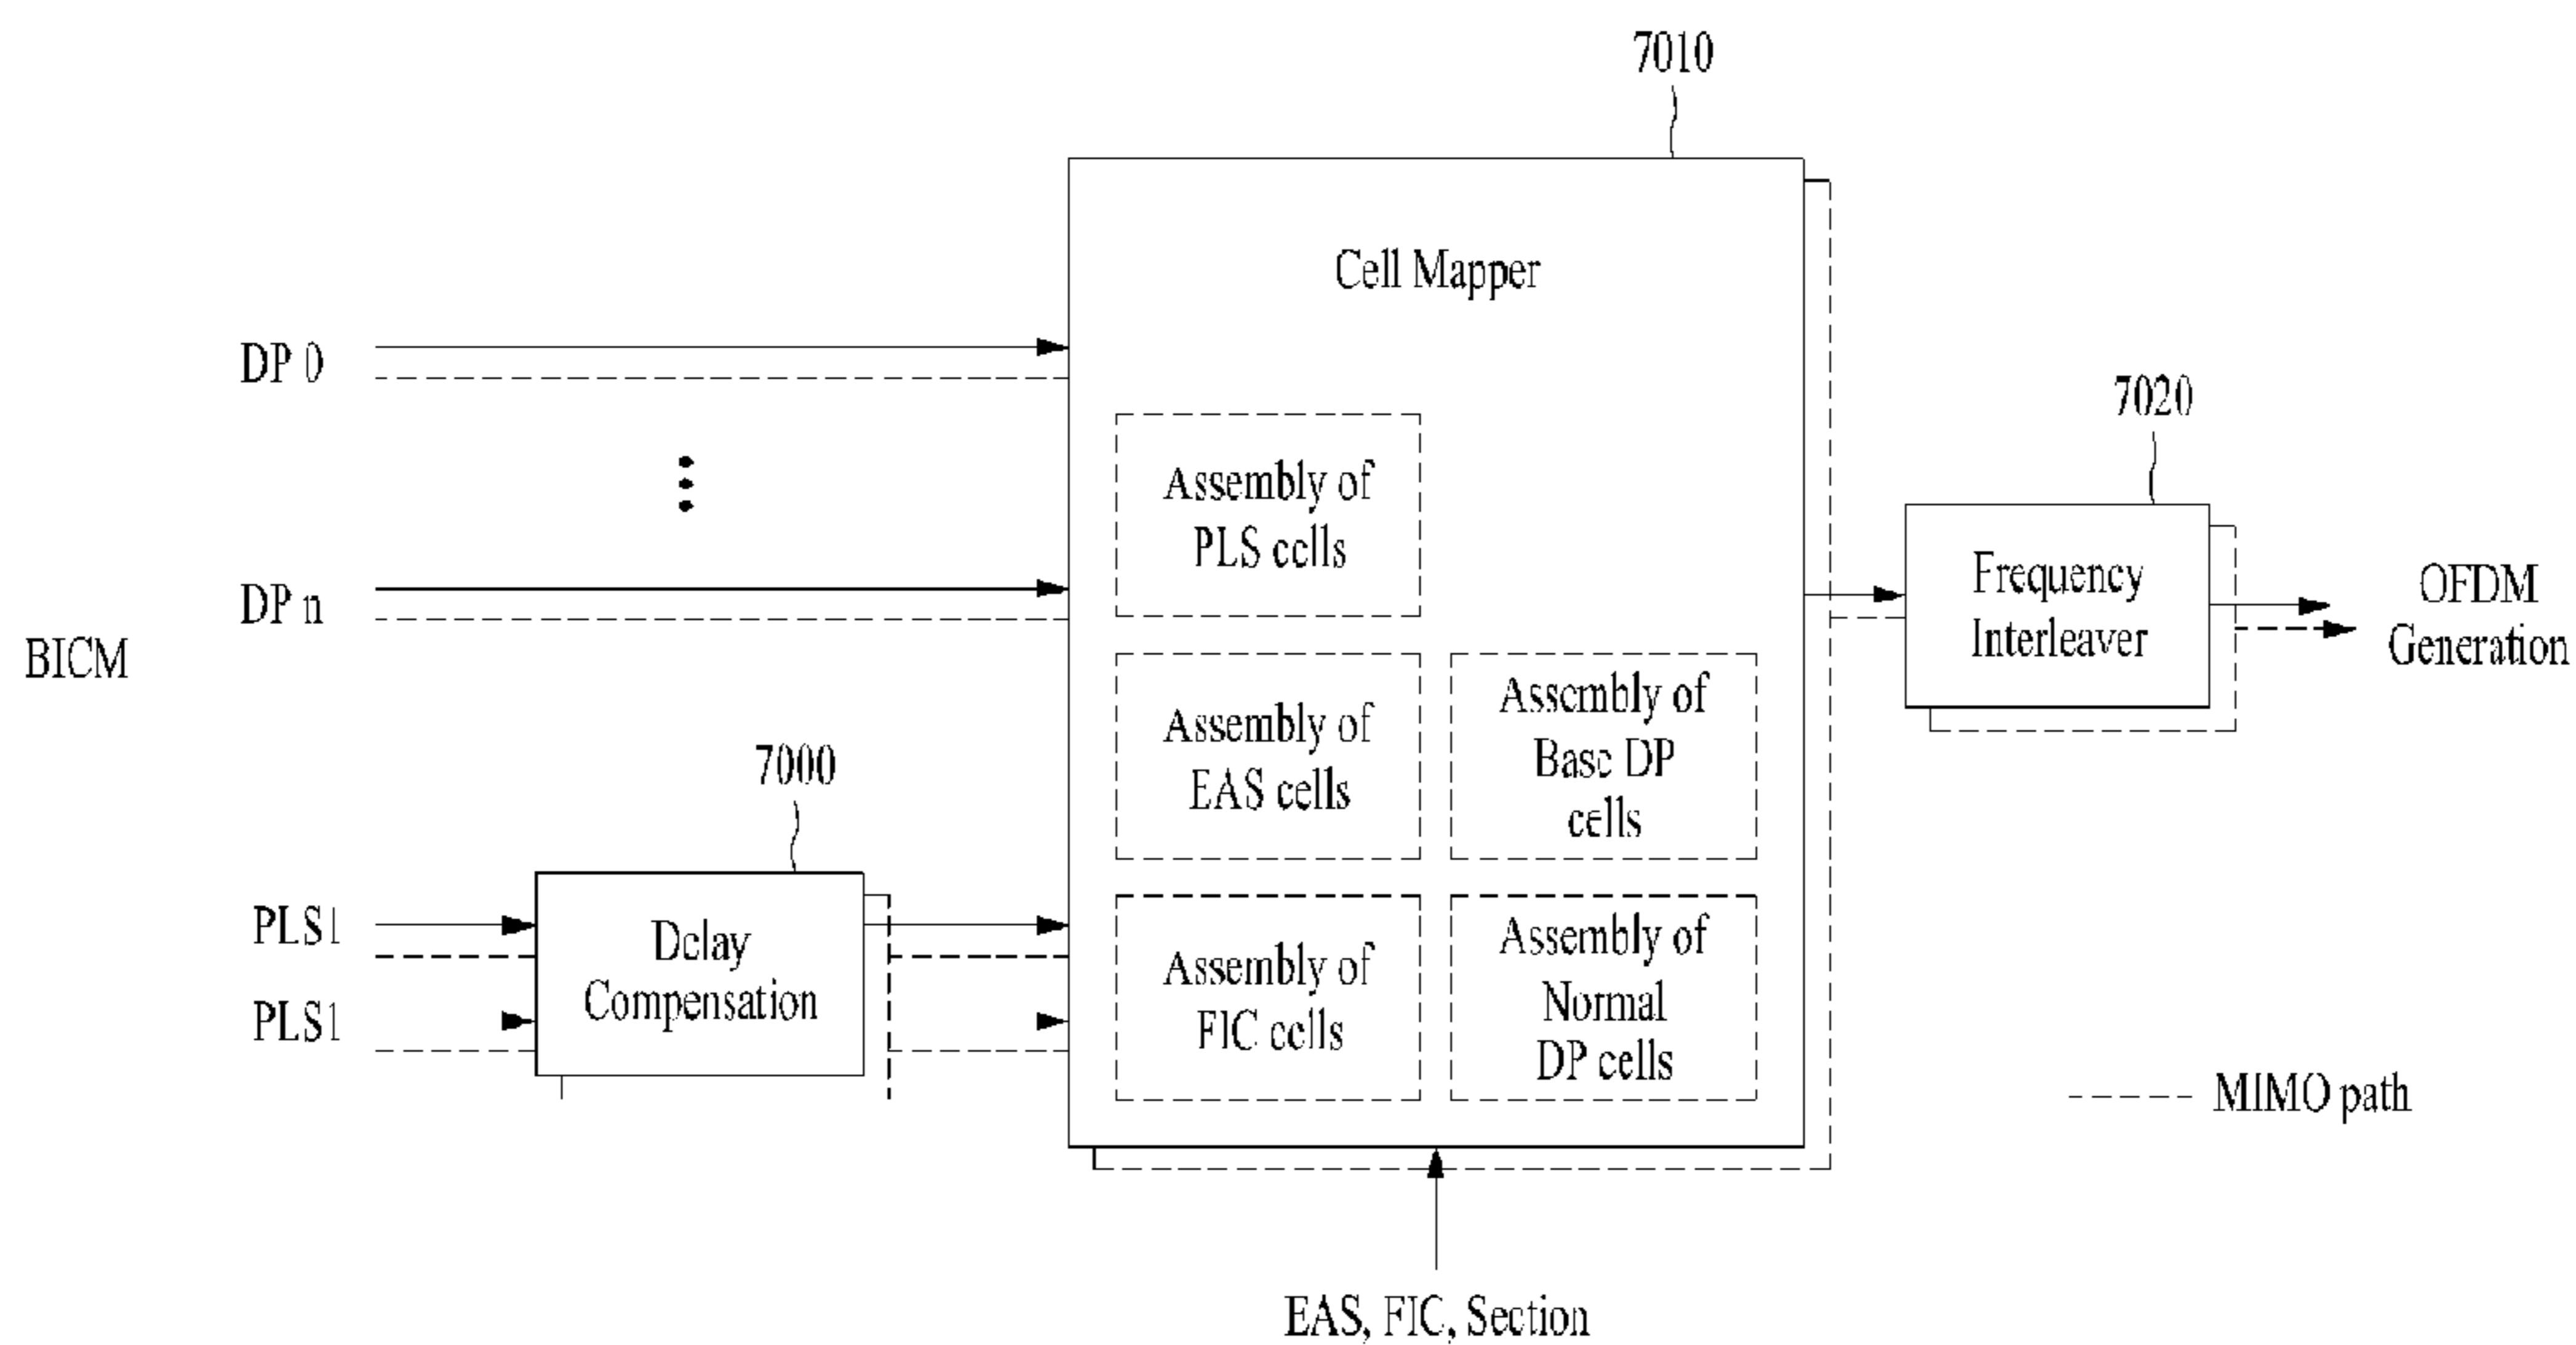 7010
Cell Mapper
DP 0
7020
Assembly of
PLS cells
Frequency
Interleaver
OFDM
Generation
DP n
BICM
Assembly of
EAS cells
Assembly of
Base DP
cells
7000
PLS1
Delay
Compensation
PLS1
Assembly of
FIC cells
Assembly of
Normal
DP cells
MIMO path
EAS, FIC, Section